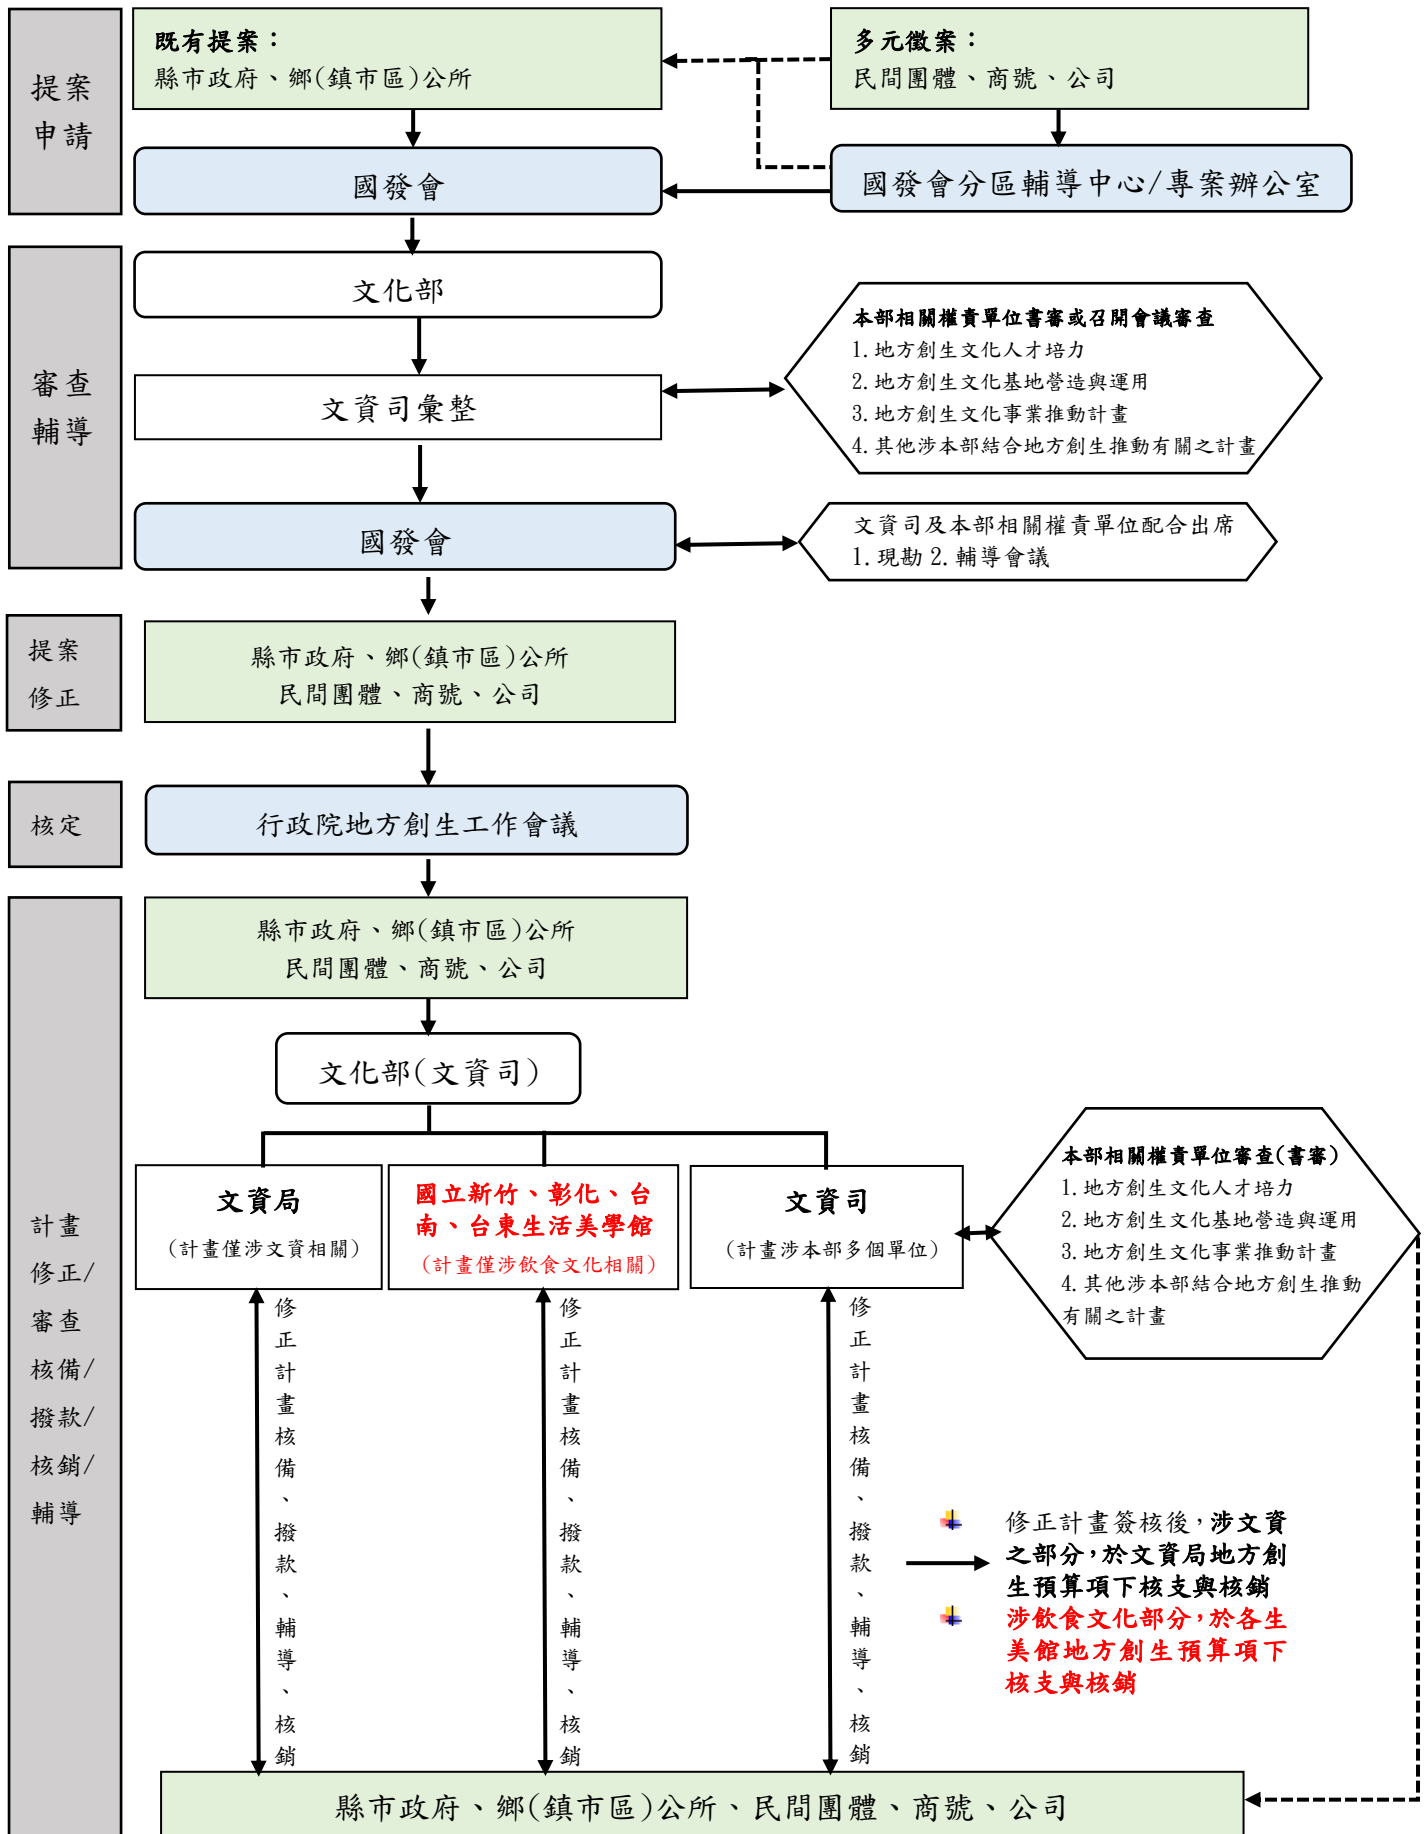 提案
申請
既有提案：
縣市政府、鄉(鎮市區)公所
多元徵案：
民間團體、商號、公司
國發會
國發會分區輔導中心/專案辦公室
審查
輔導
文化部
文資司彙整
本部相關權責單位書審或召開會議審查
1.地方創生文化人才培力
2.地方創生文化基地營造與運用
3.地方創生文化事業推動計畫
4.其他涉本部結合地方創生推動有關之計畫
國發會
文資司及本部相關權責單位配合出席
1.現勘 2.輔導會議
提案
修正
縣市政府、鄉(鎮市區)公所
民間團體、商號、公司
核定
行政院地方創生工作會議
計畫
修正/
審查
核備/
撥款/
核銷/
輔導
縣市政府、鄉(鎮市區)公所
民間團體、商號、公司
文化部(文資司)
文資局
(計畫僅涉文資相關)
國立新竹、彰化、台
南、台東生活美學館
(計畫僅涉飲食文化相關)
文資司
(計畫涉本部多個單位)
本部相關權責單位審查(書審)
1.地方創生文化人才培力
2.地方創生文化基地營造與運用
3.地方創生文化事業推動計畫
4.其他涉本部結合地方創生推動
有關之計畫
修正計畫核備、撥款、輔導、核銷
修正計畫核備、撥款、輔導、核銷
修正計畫核備、撥款、輔導、核銷
修正計畫簽核後，涉文資
之部分，於文資局地方創
生預算項下核支與核銷
涉飲食文化部分，於各生
美館地方創生預算項下
核支與核銷
縣市政府、鄉(鎮市區)公所、民間團體、商號、公司